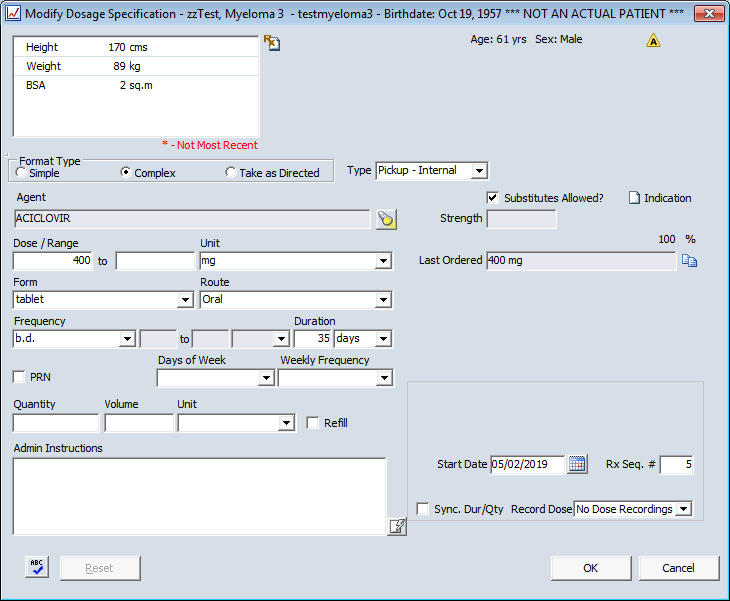 Modify Dosage Specification - zzTest, Myeloma 3 - testmyeloma3 - Birthdate: Oct 19, 1957 *** NOT AN ACTUAL PATIENT ***
Height 170 cms
Weight 89 kg
BSA 2 sq.m
Rx
Age: 61 yrs Sex: Male
A
* - Not Most Recent
Format Type
Simple Complex Take as Directed
Type Pickup - Internal
Agent
Substitutes Allowed? Indication
ACICLOVIR
Strength
Dose / Range Unit
100 %
400 to mg
Last Ordered 400 mg
Form Route
tablet Oral
Frequency Duration
b.d. to 35 days
Days of Week Weekly Frequency
PRN
Quantity Volume Unit
Refill
Admin Instructions
Start Date 05/02/2019 Rx Seq. # 5
Sync. Dur/Qty Record Dose No Dose Recordings
ABC
Reset OK Cancel